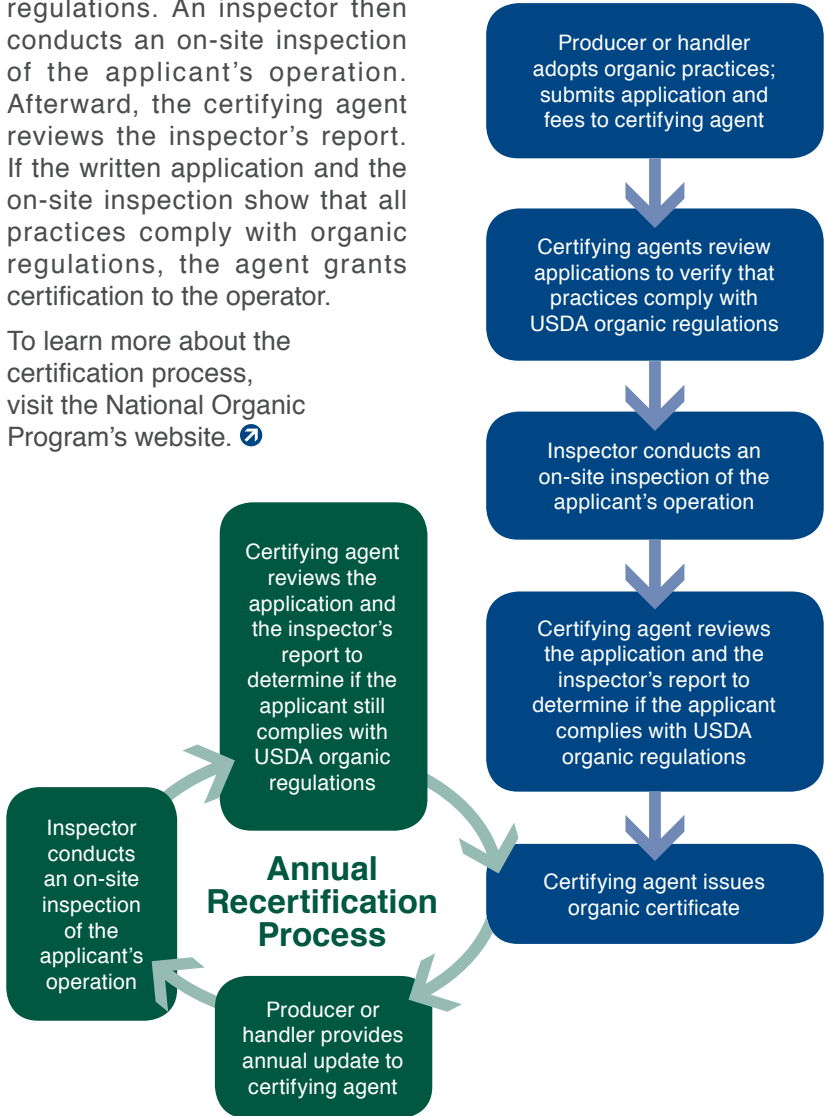 regulations. An inspector then
conducts an on-site inspection
of the applicant’s operation.
Afterward, the certifying agent
reviews the inspector’s report.
If the written application and the
on-site inspection show that all
practices comply with organic
regulations, the agent grants
certification to the operator.
To learn more about the
certification process,
visit the National Organic
Program’s website.
Producer or handler
adopts organic practices;
submits application and
fees to certifying agent
Certifying agents review
applications to verify that
practices comply with
USDA organic regulations
Inspector conducts an
on-site inspection of the
applicant’s operation
Certifying agent reviews
the application and the
inspector’s report to
determine if the applicant
complies with USDA
organic regulations
Certifying agent issues
organic certificate
Annual
Recertification
Process
Producer or
handler provides
annual update to
certifying agent
Inspector
conducts
an on-site
inspection
of the
applicant’s
operation
Certifying agent
reviews the
application and
the inspector’s
report to
determine if the
applicant still
complies with
USDA organic
regulations